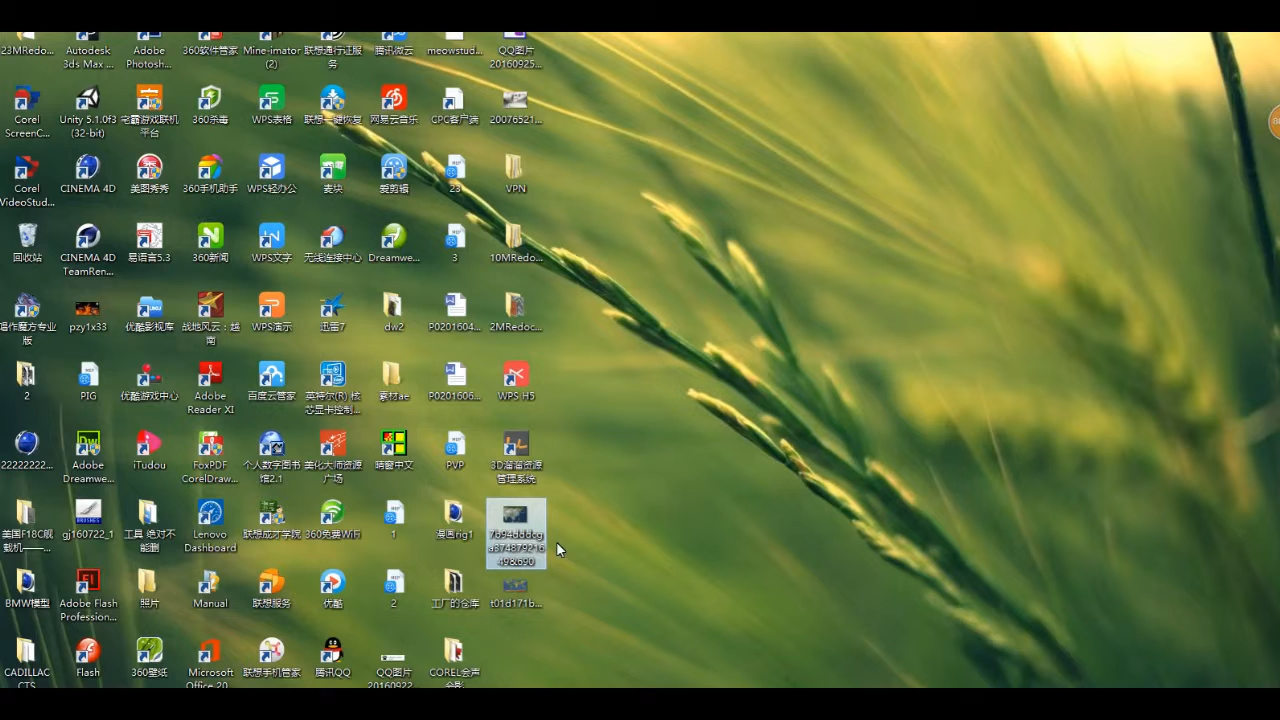 23MRedo...
Autodesk
3ds Max ...
Adobe
Photosh...
360软件管家
Mine-imator
(2)
联想通行证服
务
腾讯微云
meowstud...
QQ图片
20160925...
Corel
ScreenC...
Unity 5.1.0f3
(32-bit)
宅霸游戏联机
平台
360杀毒
WPS表格
联想一键恢复
网易云音乐
CPC客户端
20076521...
Corel
VideoStud...
CINEMA 4D
美图秀秀
360手机助手
WPS轻办公
麦块
爱剪辑
23
VPN
回收站
CINEMA 4D
TeamRen...
易语言5.3
360新闻
WPS文字
无线连接中心
Dreamwe...
3
10MRedo...
唱作魔方专业
版
pzy1x33
优酷影视库
战地风云：越
南
WPS演示
迅雷7
dw2
P0201604...
2MRedoc...
2
PIG
优酷游戏中心
Adobe
Reader XI
百度云管家
英特尔(R) 核
芯显卡控制...
素材ae
P0201606...
WPS H5
22222222...
Adobe
Dreamwe...
iTudou
FoxPDF
CorelDraw...
个人数字图书
馆2.1
美化大师资源
广场
晴窗中文
PVP
3D溜溜资源
管理系统
美国F18C舰
载机——...
gj160722_1
工具 绝对不
能删
Lenovo
Dashboard
联想成才学院
360免费WiFi
1
漫画rig1
7b94dddcg
a374879216
498&690
BMW模型
Adobe Flash
Profession...
照片
Manual
联想服务
优酷
2
工厂的仓库
t01d171b...
CADILLAC
CTS
Flash
360壁纸
Microsoft
Office 20...
联想手机管家
腾讯QQ
QQ图片
20160922
COREL会声
会影